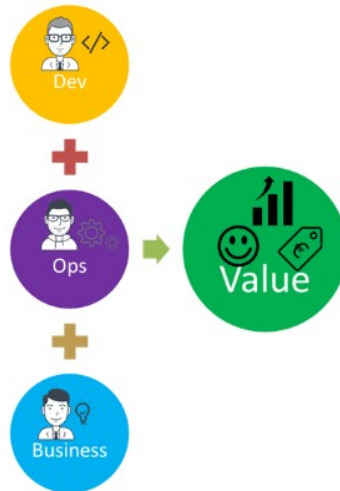 </>
Dev
Ops
€
Value
Business